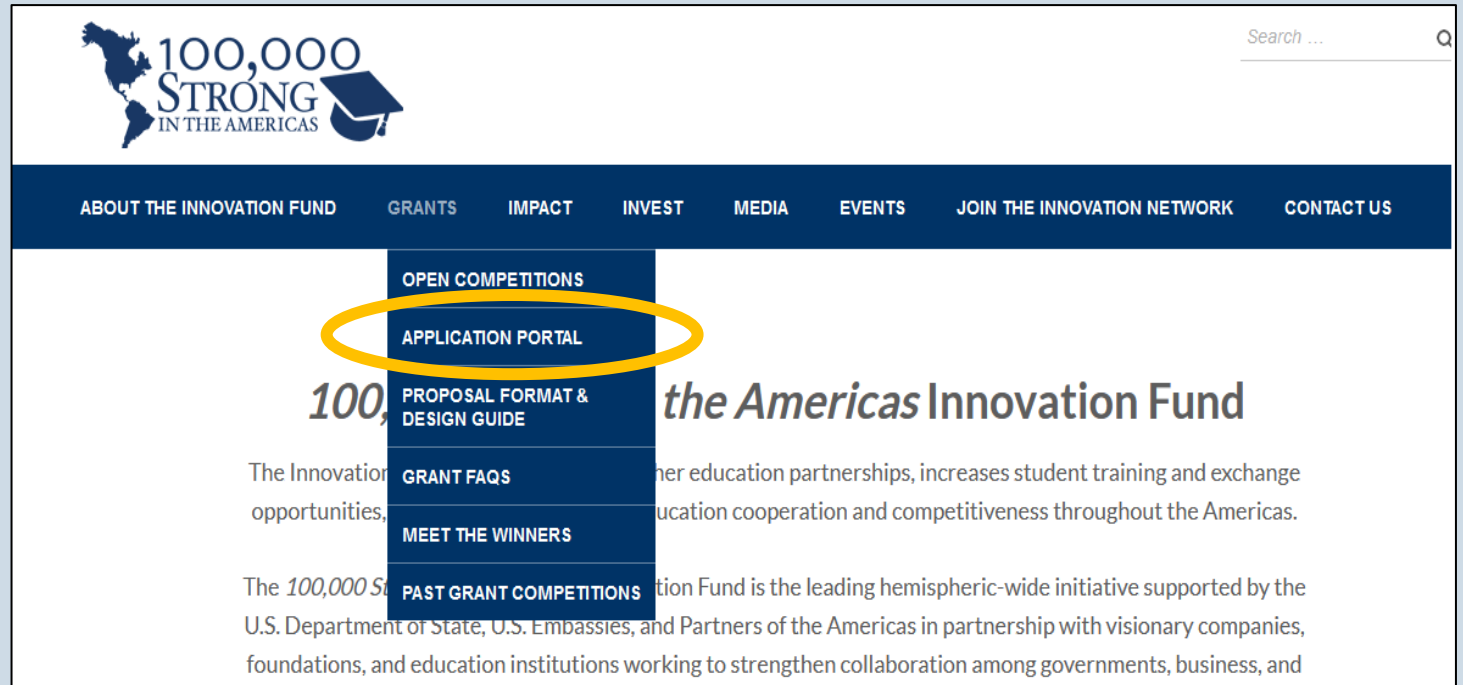 100,000
STRONG
IN THE AMERICAS
Search ...
ABOUT THE INNOVATION FUND GRANTS IMPACT INVEST MEDIA EVENTS JOIN THE INNOVATION NETWORK CONTACT US
OPEN COMPETITIONS
APPLICATION PORTAL
PROPOSAL FORMAT &
DESIGN GUIDE
GRANT FAQS
MEET THE WINNERS
PAST GRANT COMPETITIONS
100, the Americas Innovation Fund
The Innovation her education partnerships, increases student training and exchange
opportunities, ucation cooperation and competitiveness throughout the Americas.
The 100,000 St tion Fund is the leading hemispheric-wide initiative supported by the
U.S. Department of State, U.S. Embassies, and Partners of the Americas in partnership with visionary companies,
foundations, and education institutions working to strengthen collaboration among governments, business, and